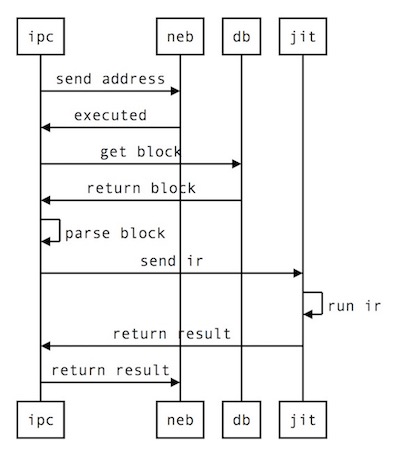 ipc neb db jit
send address
executed
get block
return block
parse block
send ir
run ir
return result
return result
ipc neb db jit